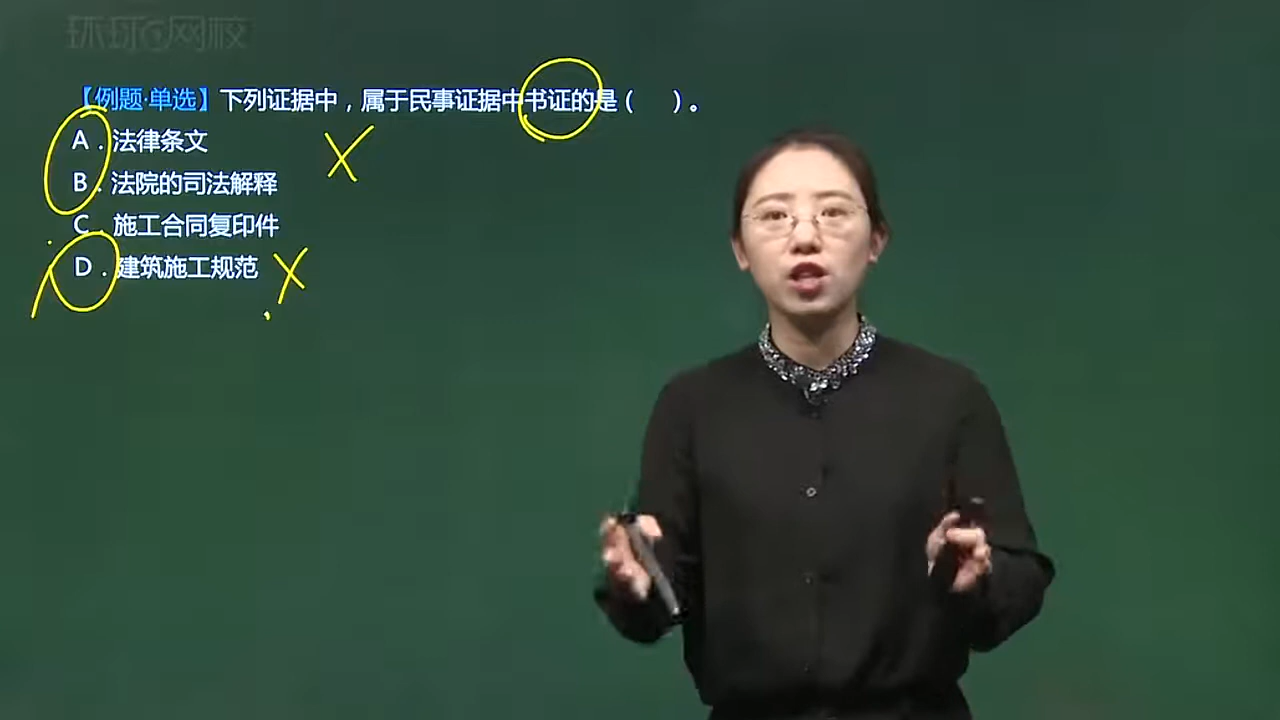 环球网校
【例题·单选】下列证据中，属于民事证据中书证的是（ ）。
A．法律条文
B．法院的司法解释
C．施工合同复印件
D．建筑施工规范